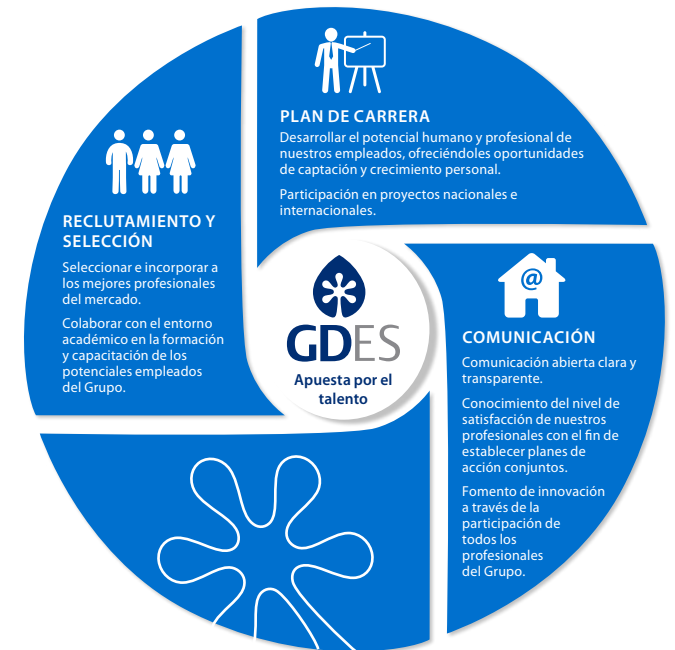 PLAN DE CARRERA
Desarrollar el potencial humano y profesional de
nuestros empleados, ofreciéndoles oportunidades
de captación y crecimiento personal.
Participación en proyectos nacionales e
internacionales.
RECLUTAMIENTO Y
SELECCIÓN
Seleccionar e incorporar a
los mejores profesionales
del mercado.
Colaborar con el entorno
académico en la formación
y capacitación de los
potenciales empleados
del Grupo.
GDES
Apuesta por el
talento
@
COMUNICACIÓN
Comunicación abierta clara y
transparente.
Conocimiento del nivel de
satisfacción de nuestros
profesionales con el fin de
establecer planes de
acción conjuntos.
Fomento de innovación
a través de la
participación de
todos los
profesionales
del Grupo.